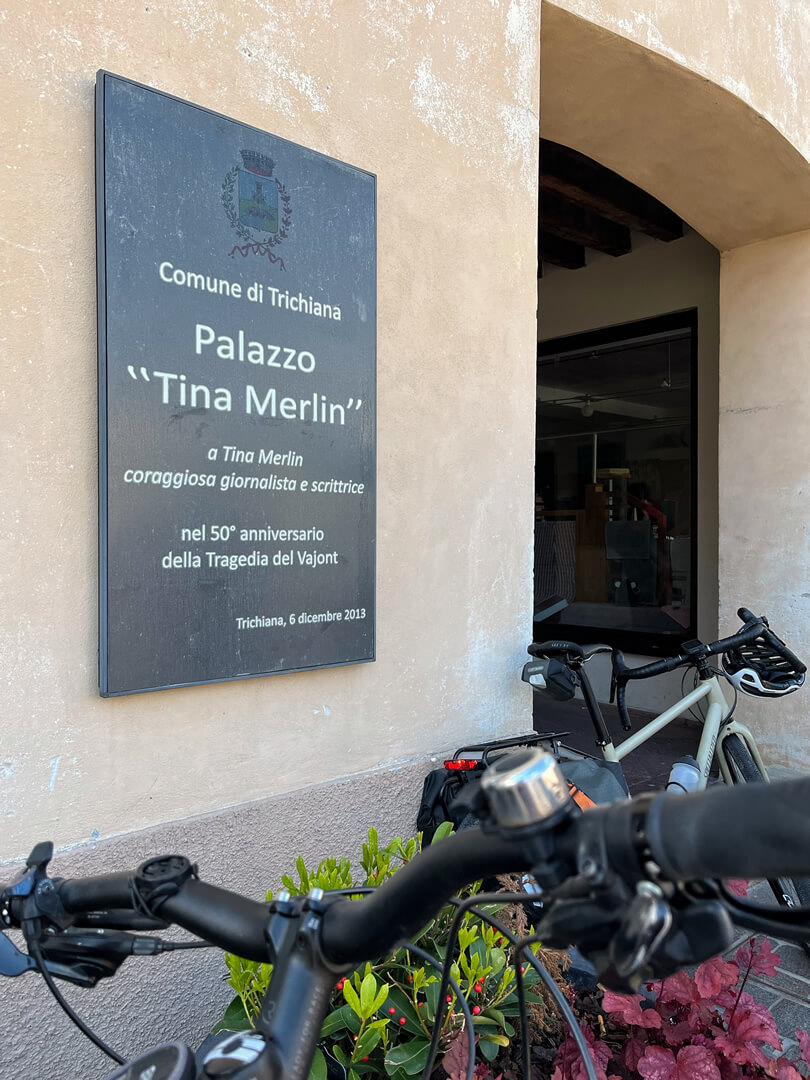 Comune di Trichiana
Palazzo
‘‘Tina Merlin’’
a Tina Merlin
coraggiosa giornalista e scrittrice
nel 50° anniversario
della Tragedia del Vajont
Trichiana, 6 dicembre 2013